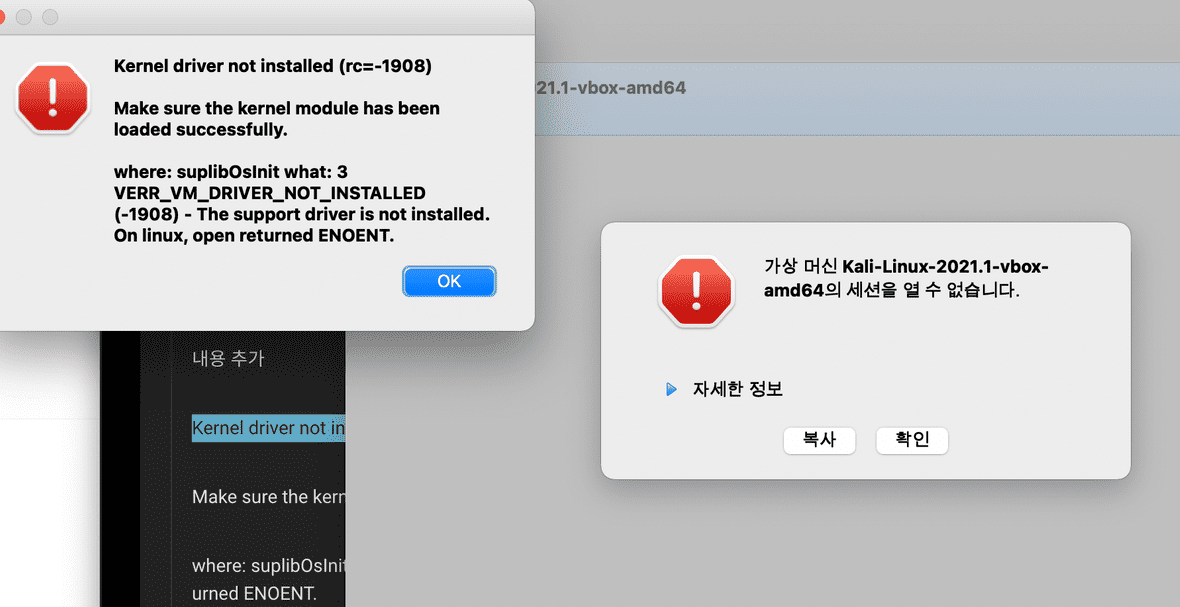 Kernel driver not installed (rc=-1908)
Make sure the kernel module has been
loaded successfully.
where: suplibOsInit what: 3
VERR_VM_DRIVER_NOT_INSTALLED
(-1908) - The support driver is not installed.
On linux, open returned ENOENT.
OK
21.1-vbox-amd64
가상 머신 Kali-Linux-2021.1-vbox-
amd64의 세션을 열 수 없습니다.
자세한 정보
복사 확인
내용 추가
Kernel driver not in
Make sure the kern
where: suplibOsInit
urned ENOENT.